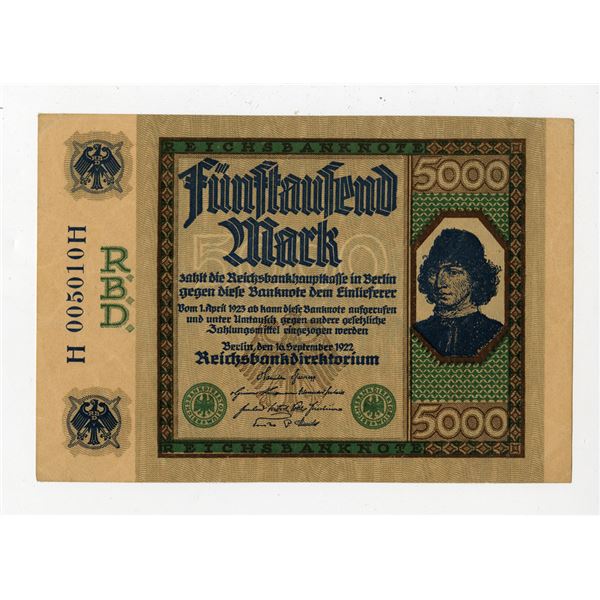 H 005010H
R.B.D.
REICHSBANKNOTE
5000
Fünftausend
Mark
5000
zahlt die Reichsbankhauptkasse in Berlin
gegen diese Banknote dem Einlieferer
Vom 1. April 1923 ab kann diese Banknote aufgerufen
und unter Umtausch gegen andere gesetzliche
Zahlungsmittel eingezogen werden
Berlin, den 16. September 1922
Reichsbankdirektorium
5000
REICHSBANKNOTE